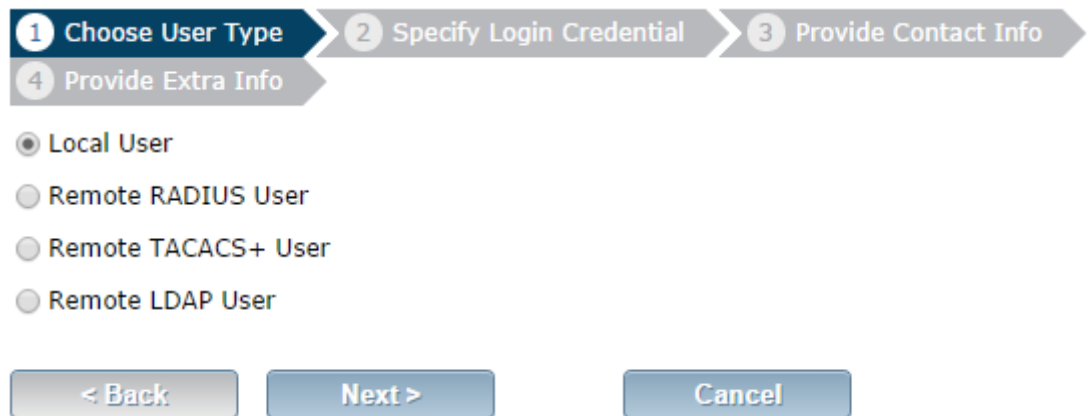 1 Choose User Type 2 Specify Login Credential 3 Provide Contact Info
4 Provide Extra Info
Local User
Remote RADIUS User
Remote TACACS+ User
Remote LDAP User
< Back Next > Cancel